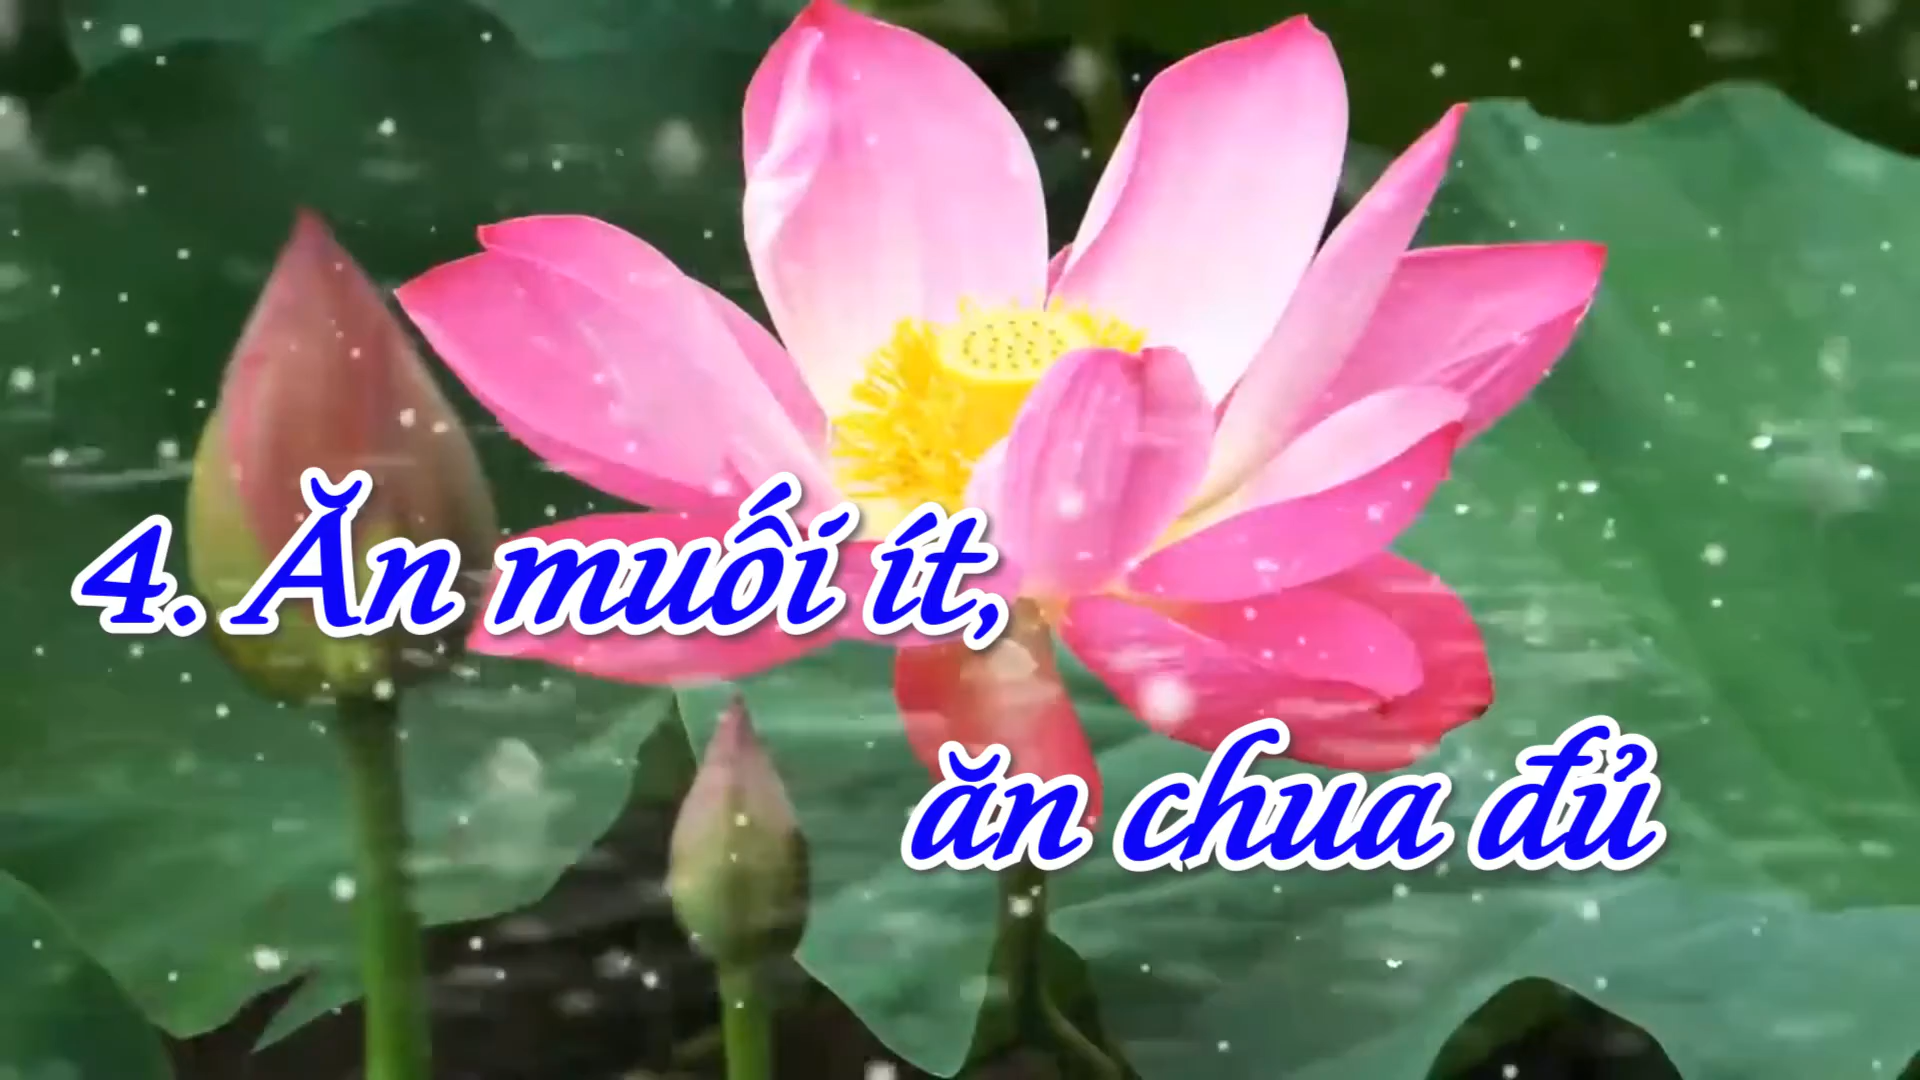 4. Ăn muối ít,
ăn chua đủ